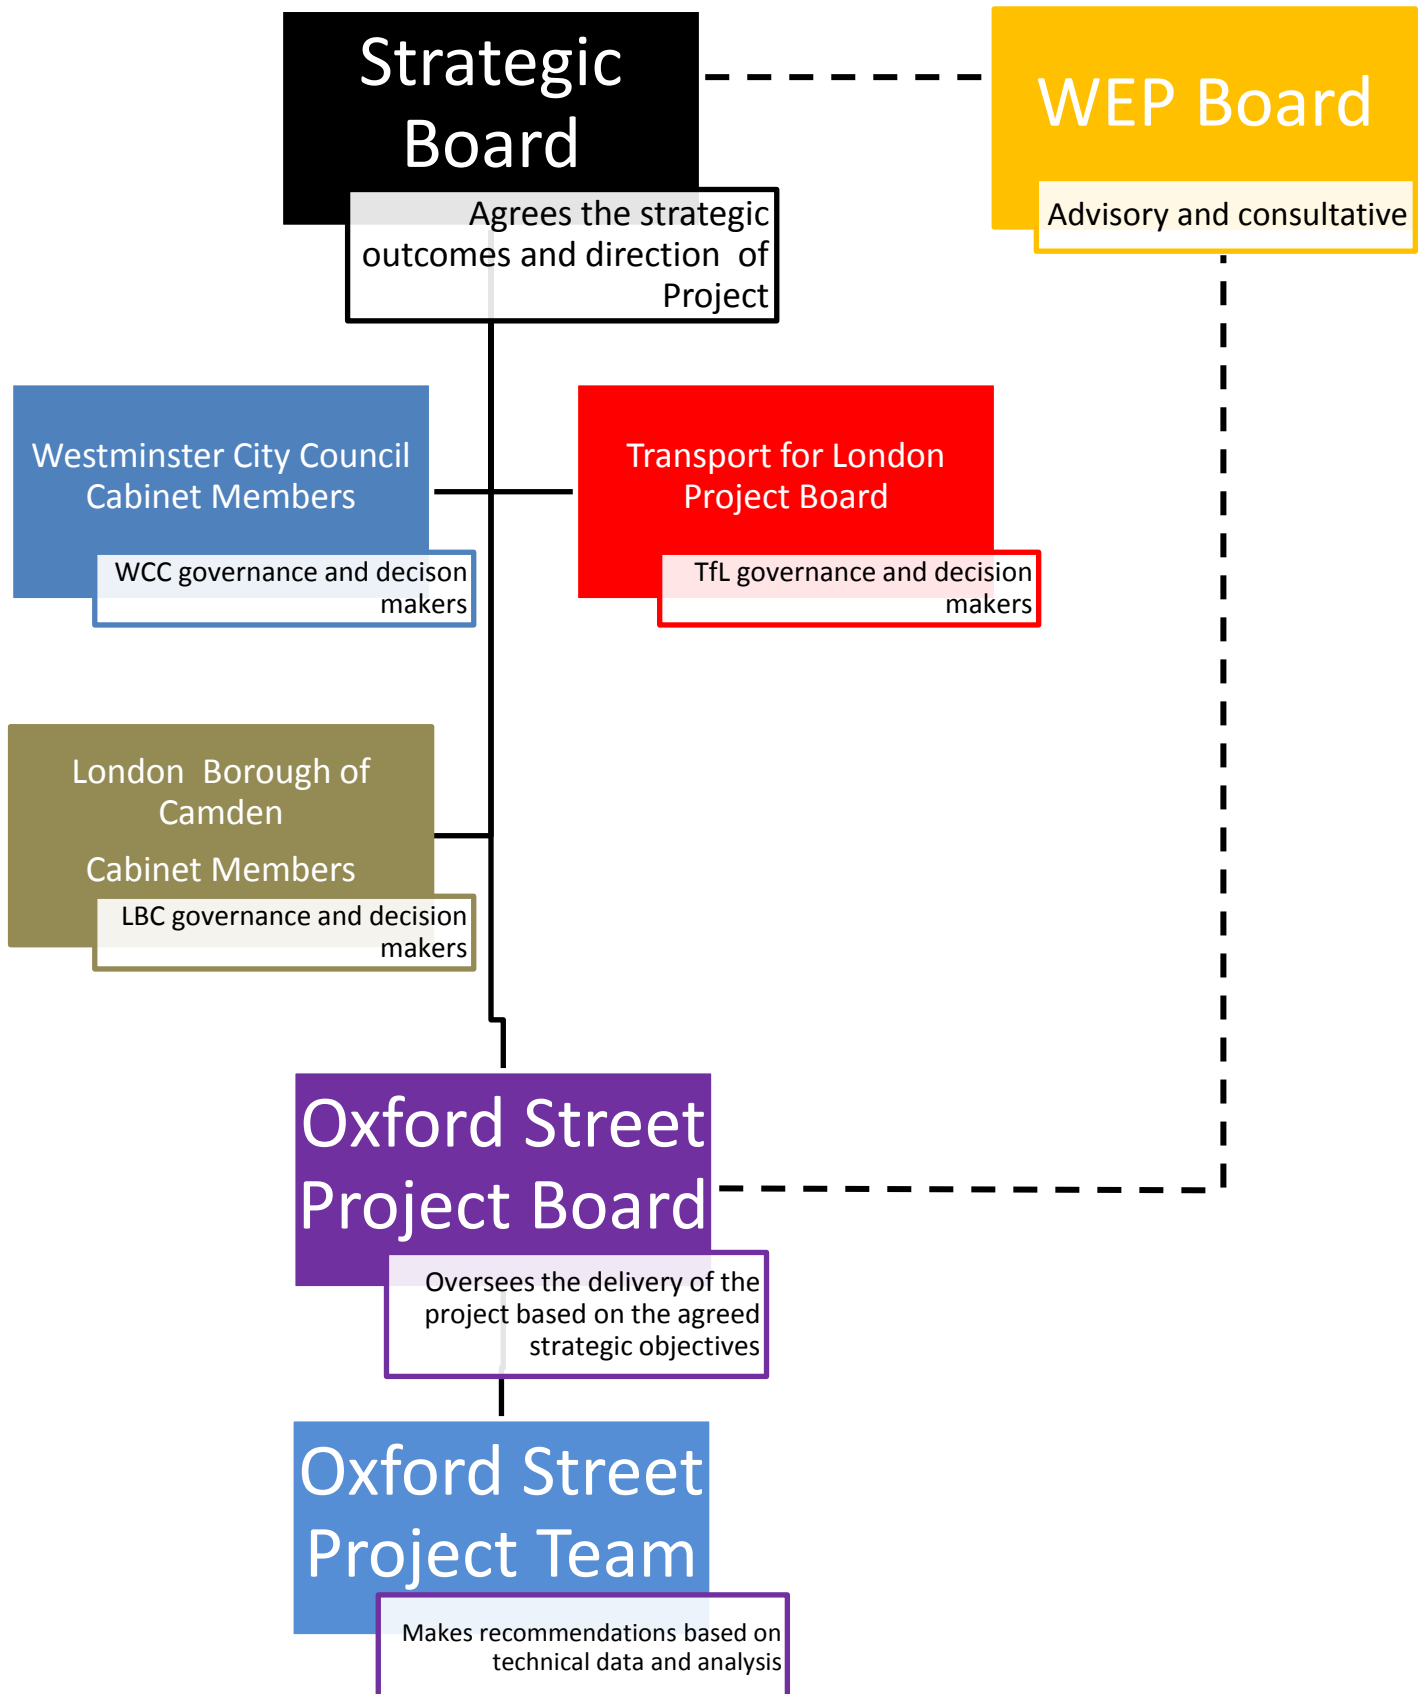 Strategic
Board
WEP Board
Agrees the strategic
outcomes and direction of
Project
Advisory and consultative
Westminster City Council
Cabinet Members
WCC governance and decison
makers
Transport for London
Project Board
TfL governance and decision
makers
London Borough of
Camden
Cabinet Members
LBC governance and decision
makers
Oxford Street
Project Board
Oversees the delivery of the
project based on the agreed
strategic objectives
Oxford Street
Project Team
Makes recommendations based on
technical data and analysis